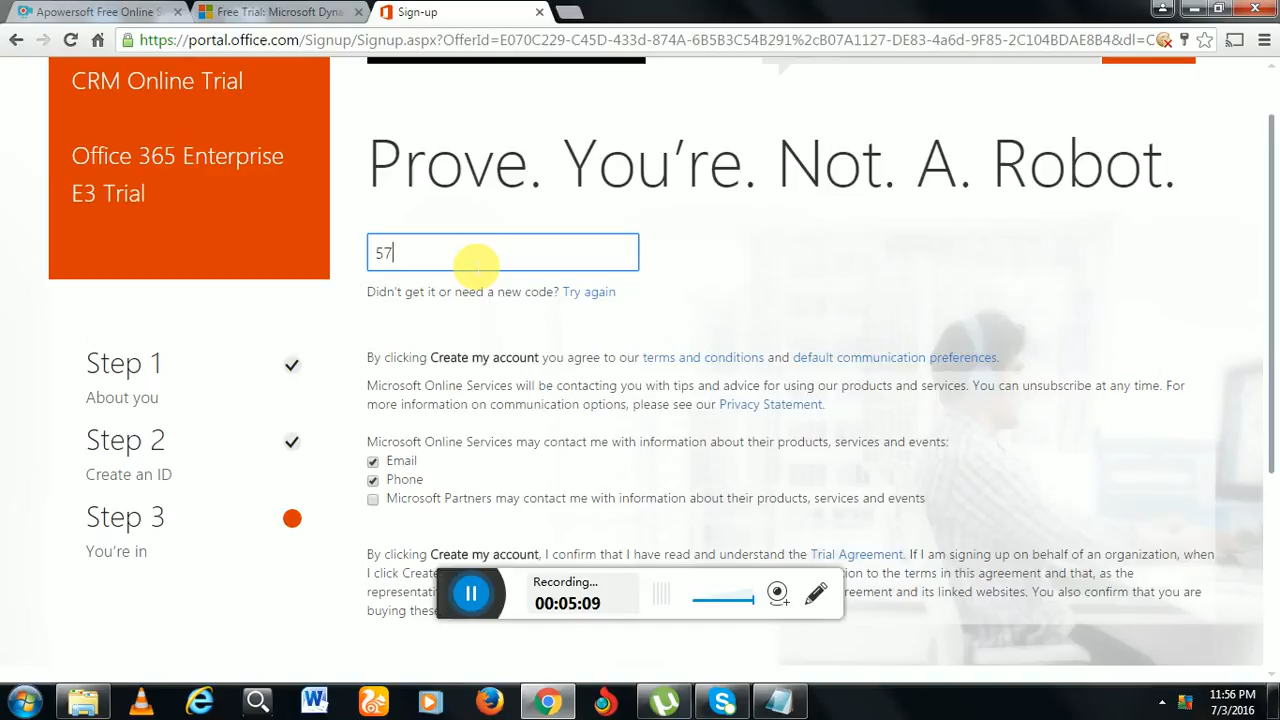 Apowersoft Free Online S
Free Trial: Microsoft Dyna
Sign-up
https://portal.office.com/Signup/Signup.aspx?OfferId=E070C229-C45D-433d-874A-6B5B3C54B291%2cB07A1127-DE83-4a6d-9F85-2C104BDAE8B4&dl=C
CRM Online Trial
Office 365 Enterprise
E3 Trial
Prove. You're. Not. A. Robot.
57
Didn't get it or need a new code? Try again
Step 1
About you
Step 2
Create an ID
Step 3
You're in
By clicking Create my account you agree to our terms and conditions and default communication preferences.
Microsoft Online Services will be contacting you with tips and advice for using our products and services. You can unsubscribe at any time. For
more information on communication options, please see our Privacy Statement.
Microsoft Online Services may contact me with information about their products, services and events:
Email
Phone
Microsoft Partners may contact me with information about their products, services and events
By clicking Create my account, I confirm that I have read and understand the Trial Agreement. If I am signing up on behalf of an organization, when
I click Create
tion to the terms in this agreement and that, as the
representati
reement and its linked websites. You also confirm that you are
buying these
Recording...
00:05:09
11:56 PM
7/3/2016